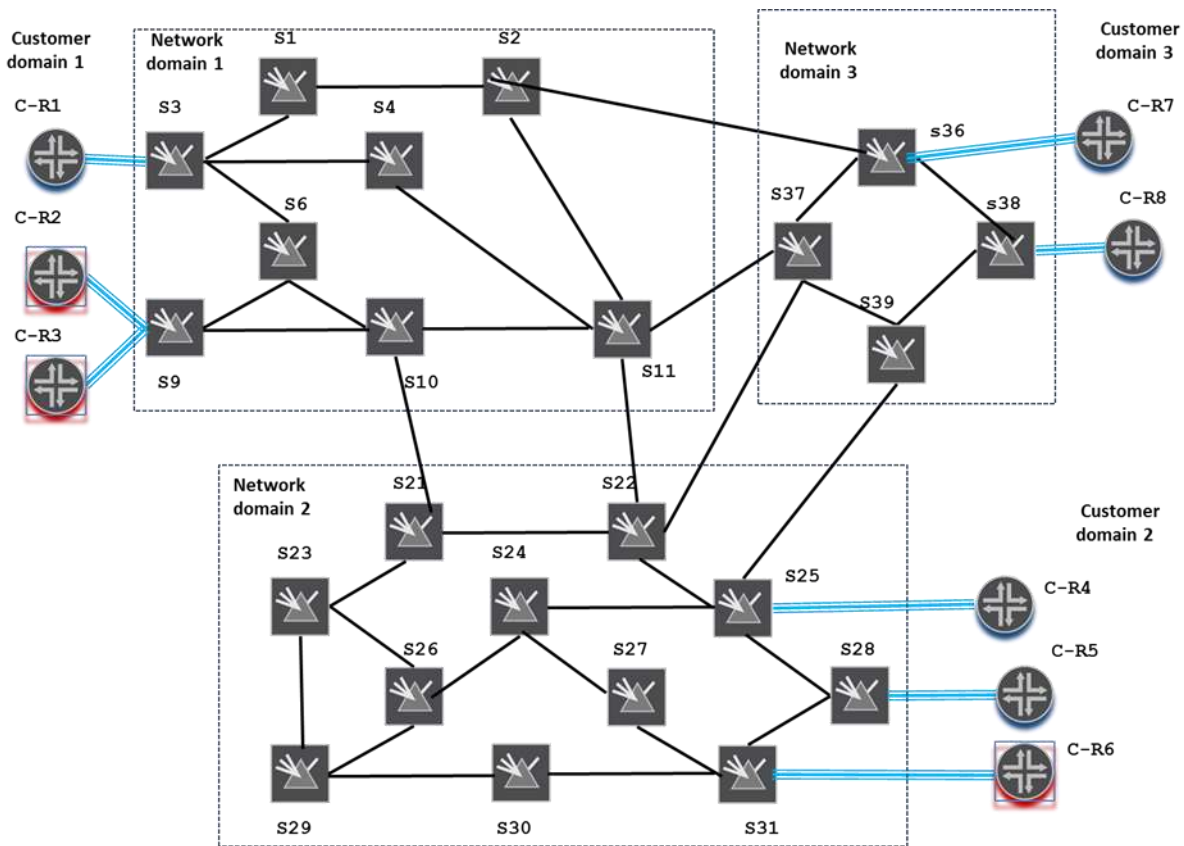 Customer
domain 1
Network
domain 1
S1
S2
Network
domain 3
Customer
domain 3
C-R1
S3
S4
s36
C-R7
C-R2
S6
S37
s38
C-R8
S39
C-R3
S9
S10
S11
Network
domain 2
S21
S22
Customer
domain 2
S23
S24
S25
C-R4
S26
S27
S28
C-R5
C-R6
S29
S30
S31